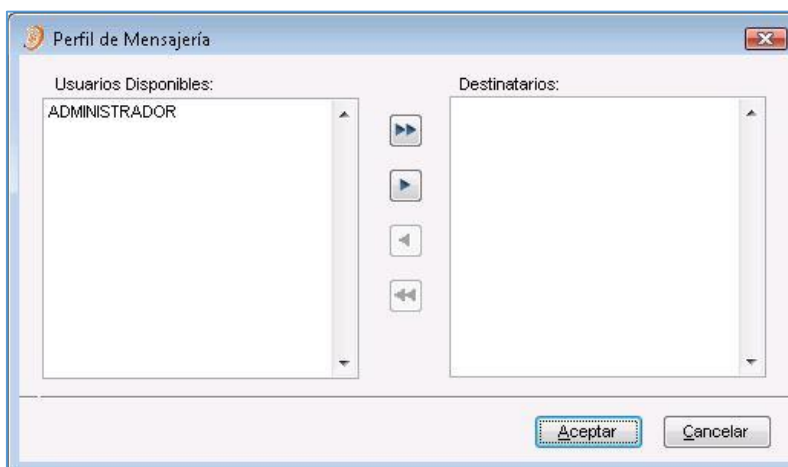 Perfil de Mensajería
Usuarios Disponibles:
Destinatarios:
ADMINISTRADOR
Aceptar
Cancelar